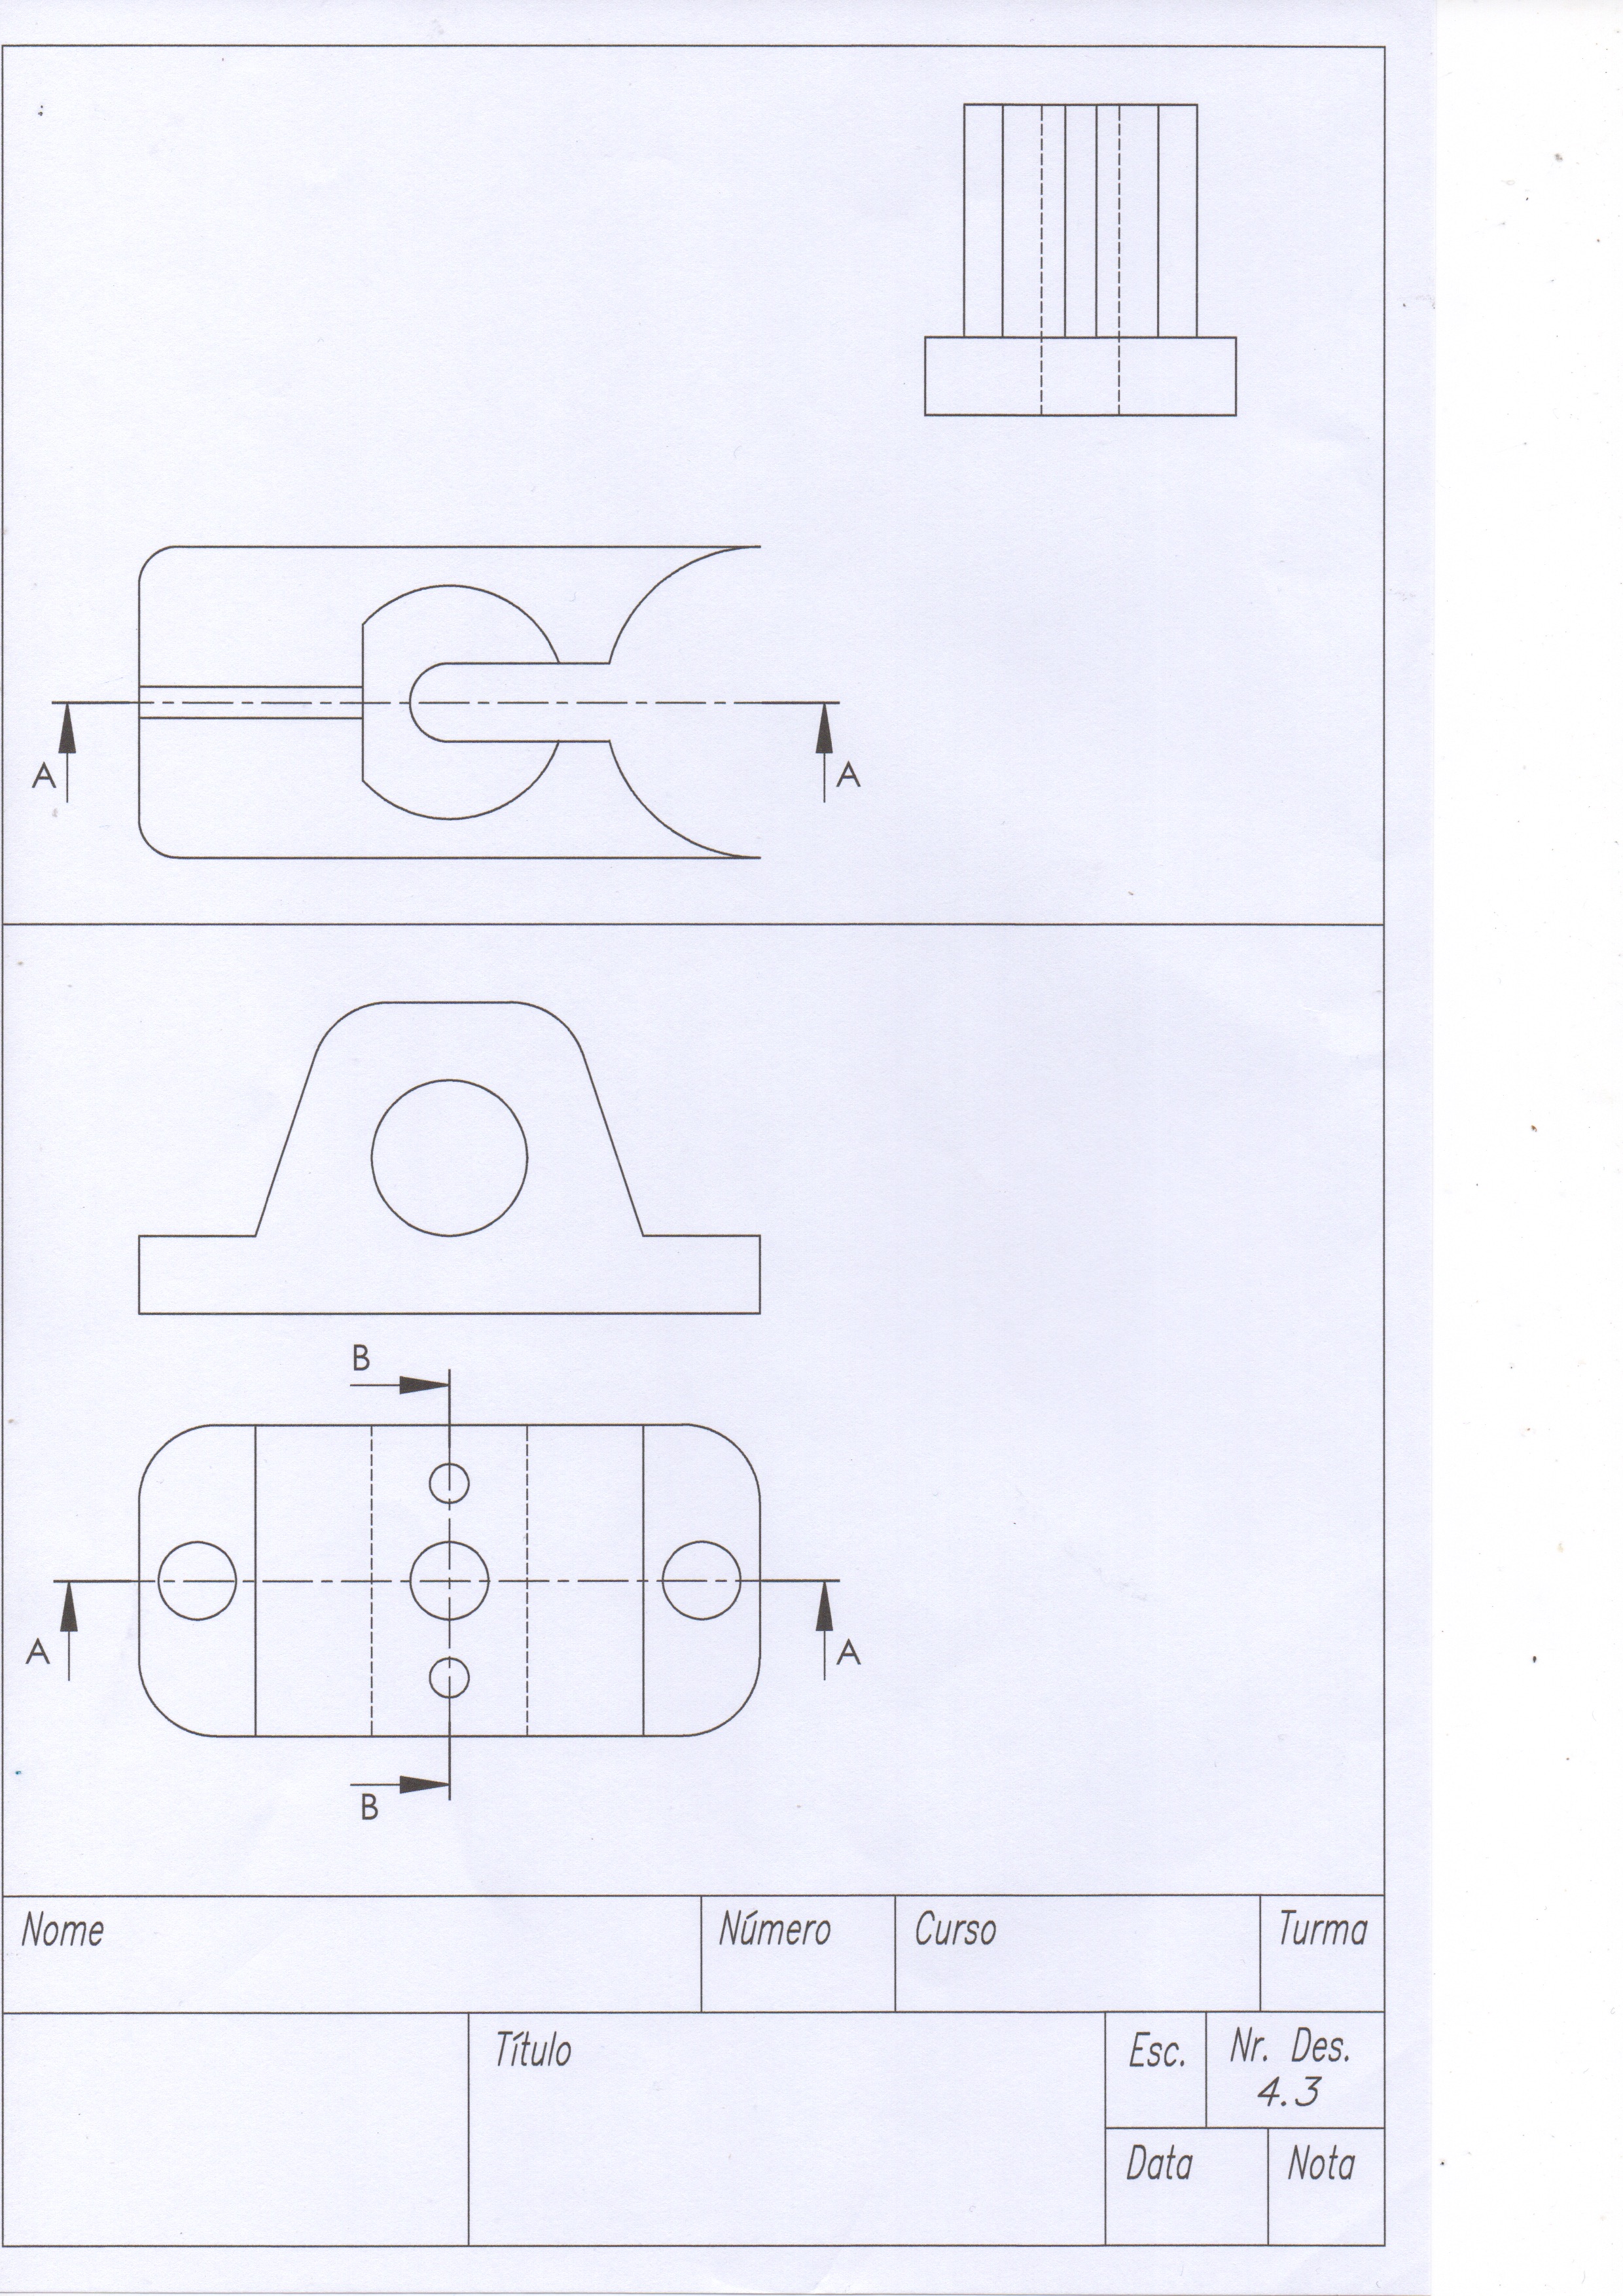 A A
B
A A
B
Nome Número Curso Turma
Título Esc. Nr. Des.
4.3
Data Nota